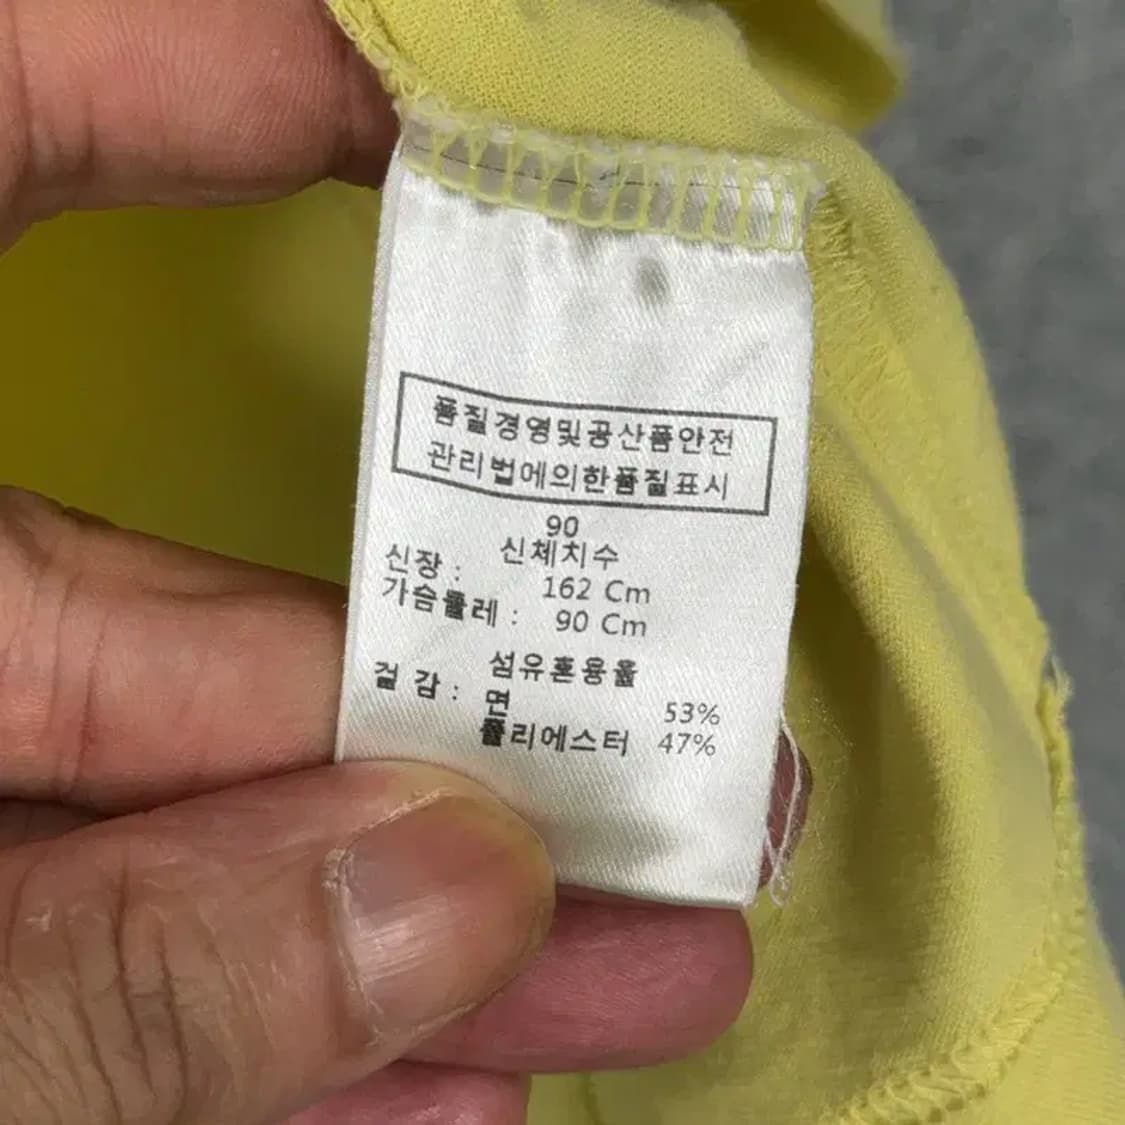 품질경영및공산품안전
관리법에의한품질표시
90
신체치수
신장 : 162 Cm
가슴둘레 : 90 Cm
섬유혼용율
겉감 : 면 53%
폴리에스터 47%